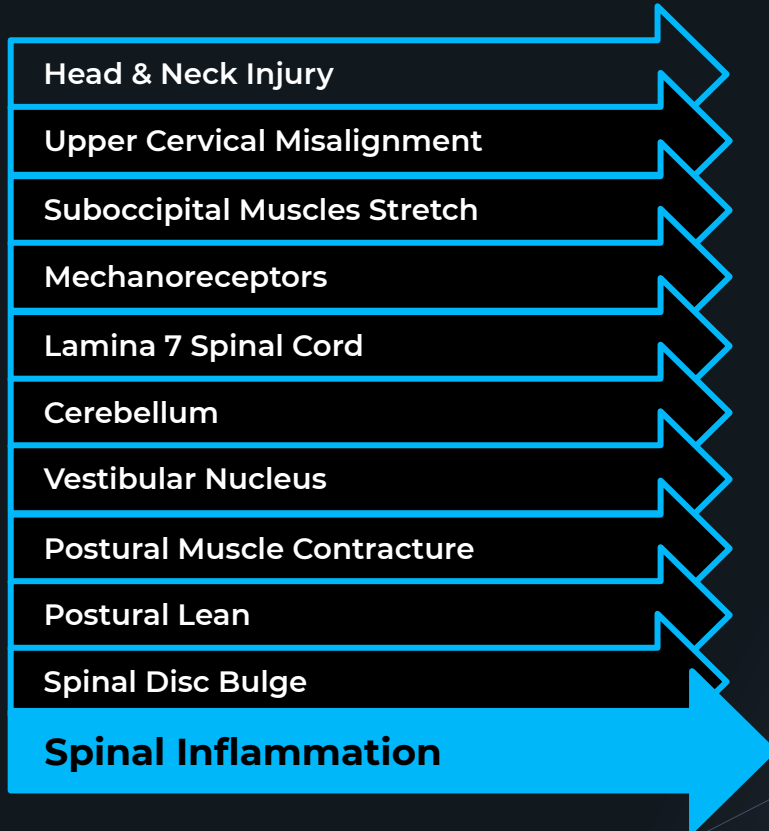 Head & Neck Injury
Upper Cervical Misalignment
Suboccipital Muscles Stretch
Mechanoreceptors
Lamina 7 Spinal Cord
Cerebellum
Vestibular Nucleus
Postural Muscle Contracture
Postural Lean
Spinal Disc Bulge
Spinal Inflammation